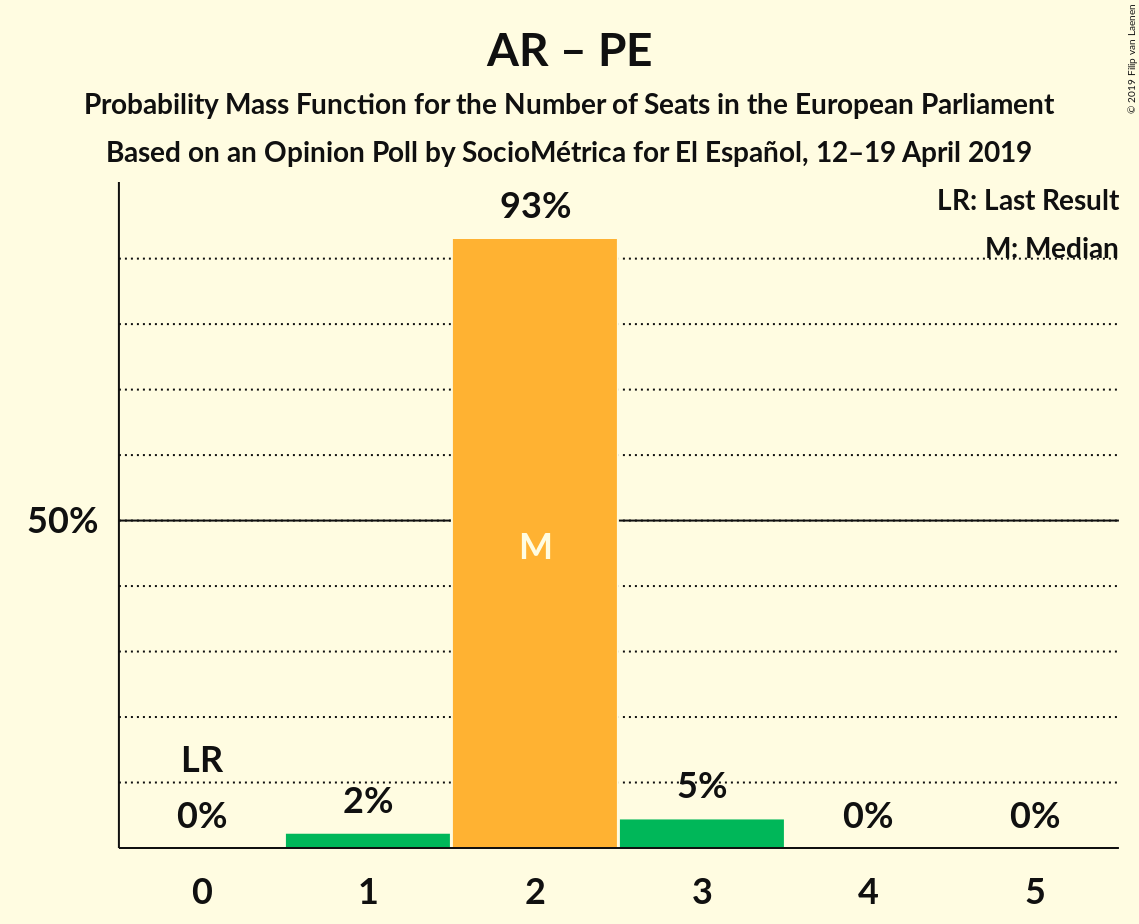 AR – PE
Probability Mass Function for the Number of Seats in the European Parliament
Based on an Opinion Poll by SocioMétrica for El Español, 12–19 April 2019
© 2019 Filip van Laenen
LR: Last Result
M: Median
93%
50%
M
LR
0%
2%
5%
0%
0%
0 1 2 3 4 5